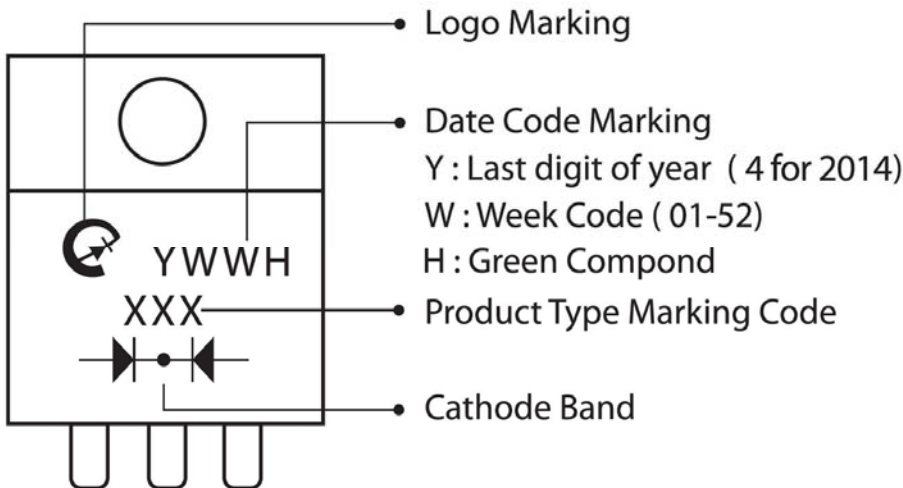 Logo Marking
Date Code Marking
Y : Last digit of year ( 4 for 2014)
W : Week Code ( 01-52)
H : Green Compond
YWWH
XXX
Product Type Marking Code
Cathode Band